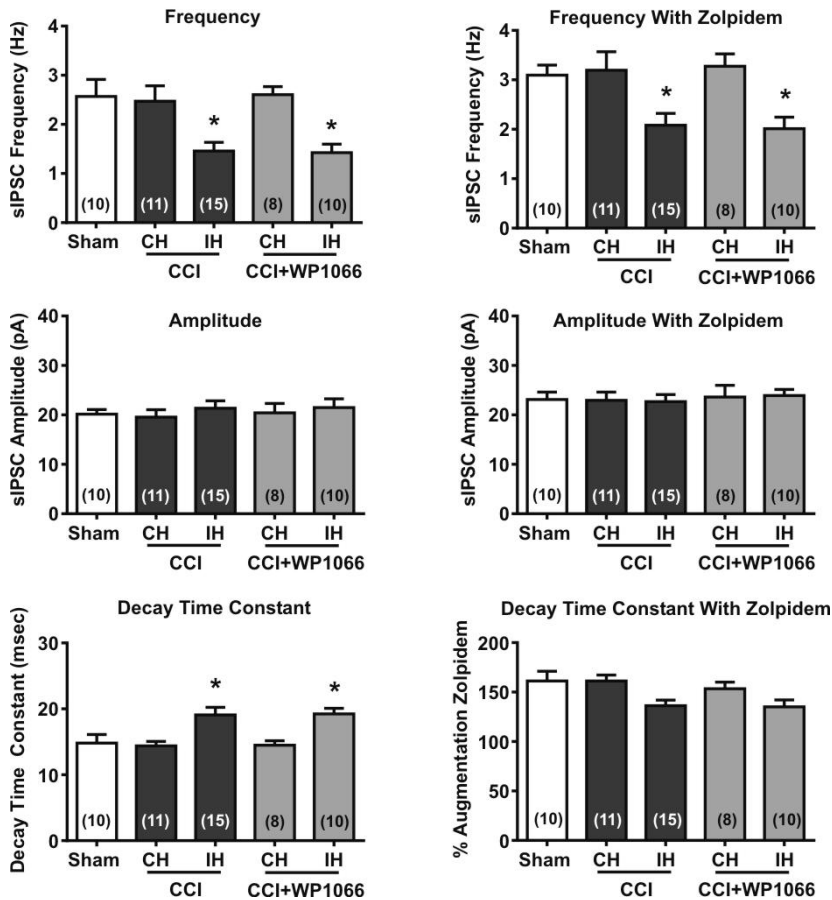 Frequency
sIPSC Frequency (Hz)
4
3
2
1
0
*
*
(10) (11) (15) (8) (10)
Sham CH IH CH IH
CCI CCI+WP1066
Frequency With Zolpidem
sIPSC Frequency (Hz)
4
3
2
1
0
*
*
(10) (11) (15) (8) (10)
Sham CH IH CH IH
CCI CCI+WP1066
Amplitude
sIPSC Amplitude (pA)
40
30
20
10
0
(10) (11) (15) (8) (10)
Sham CH IH CH IH
CCI CCI+WP1066
Amplitude With Zolpidem
sIPSC Amplitude (pA)
40
30
20
10
0
(10) (11) (15) (8) (10)
Sham CH IH CH IH
CCI CCI+WP1066
Decay Time Constant
Decay Time Constant (msec)
30
20
10
0
*
*
(10) (11) (15) (8) (10)
Sham CH IH CH IH
CCI CCI+WP1066
Decay Time Constant With Zolpidem
% Augmentation Zolpidem
200
150
100
50
0
(10) (11) (15) (8) (10)
Sham CH IH CH IH
CCI CCI+WP1066